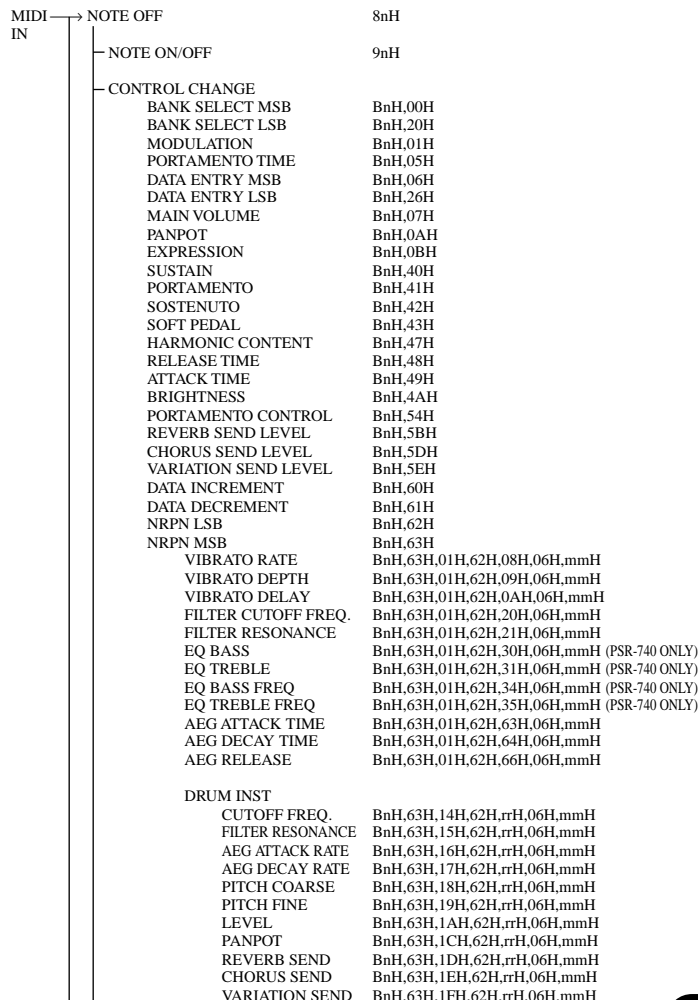 MIDI IN NOTE OFF 8nH
NOTE ON/OFF 9nH
CONTROL CHANGE
BANK SELECT MSB BnH,00H
BANK SELECT LSB BnH,20H
MODULATION BnH,01H
PORTAMENTO TIME BnH,05H
DATA ENTRY MSB BnH,06H
DATA ENTRY LSB BnH,26H
MAIN VOLUME BnH,07H
PANPOT BnH,0AH
EXPRESSION BnH,0BH
SUSTAIN BnH,40H
PORTAMENTO BnH,41H
SOSTENUTO BnH,42H
SOFT PEDAL BnH,43H
HARMONIC CONTENT BnH,47H
RELEASE TIME BnH,48H
ATTACK TIME BnH,49H
BRIGHTNESS BnH,4AH
PORTAMENTO CONTROL BnH,54H
REVERB SEND LEVEL BnH,5BH
CHORUS SEND LEVEL BnH,5DH
VARIATION SEND LEVEL BnH,5EH
DATA INCREMENT BnH,60H
DATA DECREMENT BnH,61H
NRPN LSB BnH,62H
NRPN MSB BnH,63H
VIBRATO RATE BnH,63H,01H,62H,08H,06H,mmH
VIBRATO DEPTH BnH,63H,01H,62H,09H,06H,mmH
VIBRATO DELAY BnH,63H,01H,62H,0AH,06H,mmH
FILTER CUTOFF FREQ. BnH,63H,01H,62H,20H,06H,mmH
FILTER RESONANCE BnH,63H,01H,62H,21H,06H,mmH
EQ BASS BnH,63H,01H,62H,30H,06H,mmH (PSR-740 ONLY)
EQ TREBLE BnH,63H,01H,62H,31H,06H,mmH (PSR-740 ONLY)
EQ BASS FREQ BnH,63H,01H,62H,34H,06H,mmH (PSR-740 ONLY)
EQ TREBLE FREQ BnH,63H,01H,62H,35H,06H,mmH (PSR-740 ONLY)
AEG ATTACK TIME BnH,63H,01H,62H,63H,06H,mmH
AEG DECAY TIME BnH,63H,01H,62H,64H,06H,mmH
AEG RELEASE BnH,63H,01H,62H,66H,06H,mmH
DRUM INST
CUTOFF FREQ. BnH,63H,14H,62H,rrH,06H,mmH
FILTER RESONANCE BnH,63H,15H,62H,rrH,06H,mmH
AEG ATTACK RATE BnH,63H,16H,62H,rrH,06H,mmH
AEG DECAY RATE BnH,63H,17H,62H,rrH,06H,mmH
PITCH COARSE BnH,63H,18H,62H,rrH,06H,mmH
PITCH FINE BnH,63H,19H,62H,rrH,06H,mmH
LEVEL BnH,63H,1AH,62H,rrH,06H,mmH
PANPOT BnH,63H,1CH,62H,rrH,06H,mmH
REVERB SEND BnH,63H,1DH,62H,rrH,06H,mmH
CHORUS SEND BnH,63H,1EH,62H,rrH,06H,mmH
VARIATION SEND BnH,63H,1FH,62H,rrH,06H,mmH